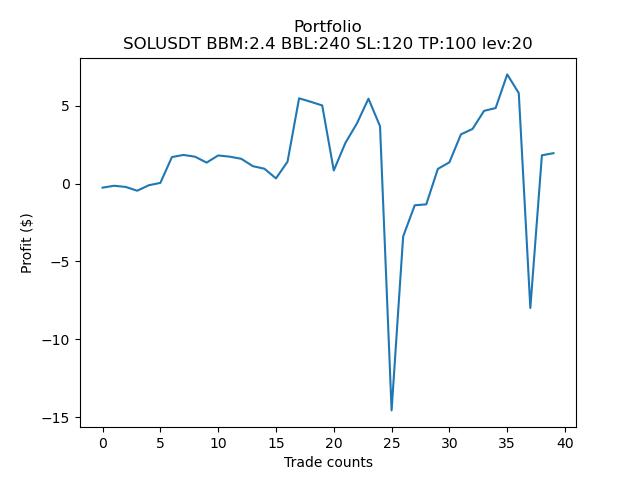 Portfolio
SOLUSDT BBM:2.4 BBL:240 SL:120 TP:100 lev:20
5
0
−5
−10
−15
Profit ($)
0 5 10 15 20 25 30 35 40
Trade counts